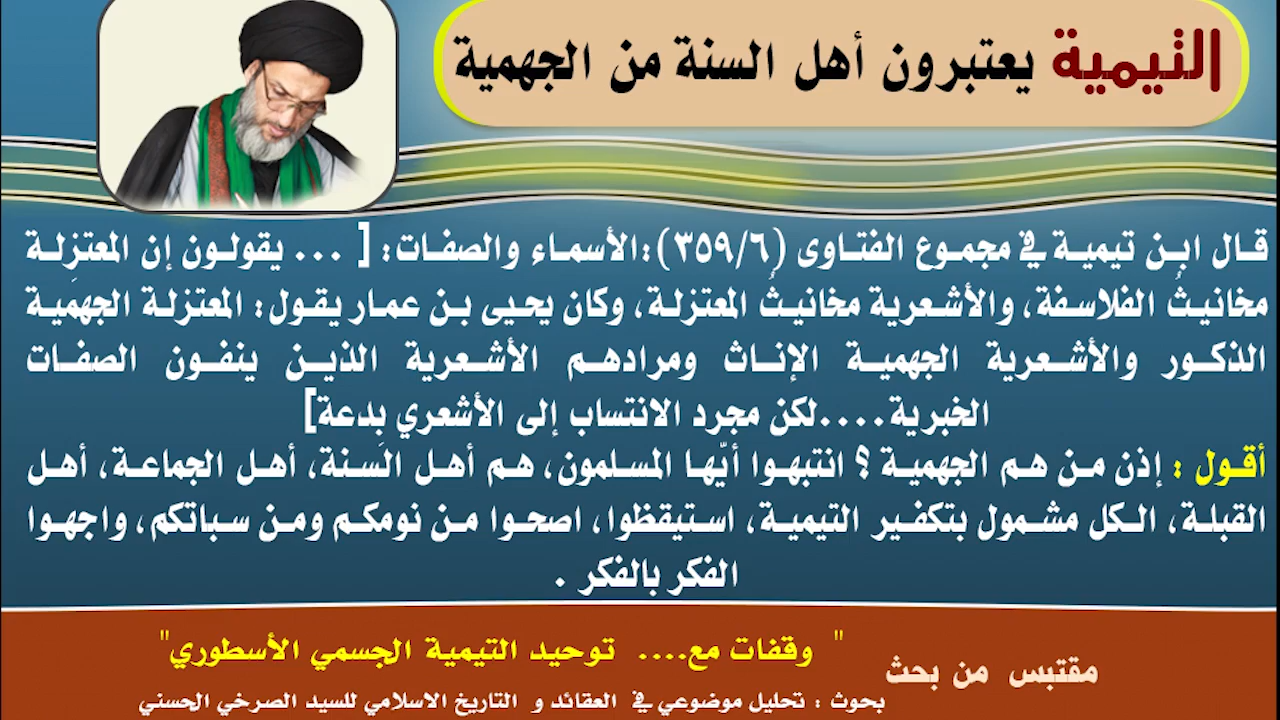 التيمية يعتبرون أهل السنة من الجهمية
قال ابن تيمية في مجموع الفتاوى (٣٥٩/٦):الأسماء والصفات: [ ... يقولون إن المعتزلة
مخانيثُ الفلاسفة، والأشعرية مخانيثُ المعتزلة، وكان يحيى بن عمار يقول: المعتزِلة الجهمية
الذكور والأشعرية الجهمية الإناث ومرادهم الأشعرية الذين ينفون الصفات
الخبرية....لكن مجرد الانتساب إلى الأشعري بدعة]
أقول : إذن من هم الجهمية ؟ انتبهوا أيّها المسلمون، هم أهل السنة، أهل الجماعة، أهل
القبلة، الكل مشمول بتكفير التيمية، استيقظوا، اصحوا من نومكم ومن سباتكم، واجهوا
الفكر بالفكر .
مقتبس من بحث
" وقفات مع.... توحيد التيمية الجسمي الأسطوري"
بحوث : تحليل موضوعي في العقائد و التاريخ الاسلامي للسيد الصرخي الحسني